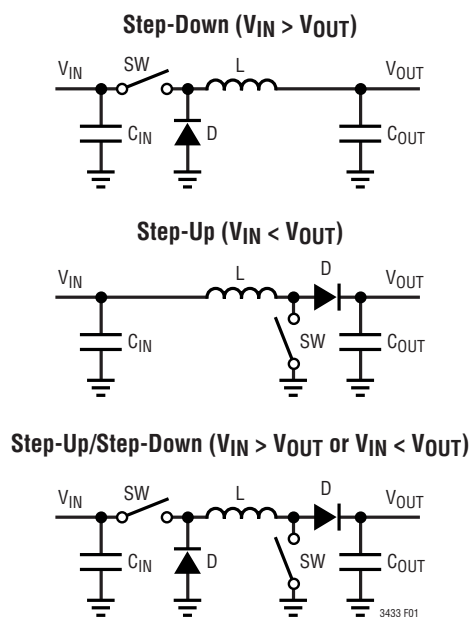 Step-Down (VIN > VOUT)
VIN SW L VOUT
CIN D COUT
Step-Up (VIN < VOUT)
VIN L D VOUT
CIN SW COUT
Step-Up/Step-Down (VIN > VOUT or VIN < VOUT)
VIN SW L D VOUT
CIN D SW COUT
3433 F01